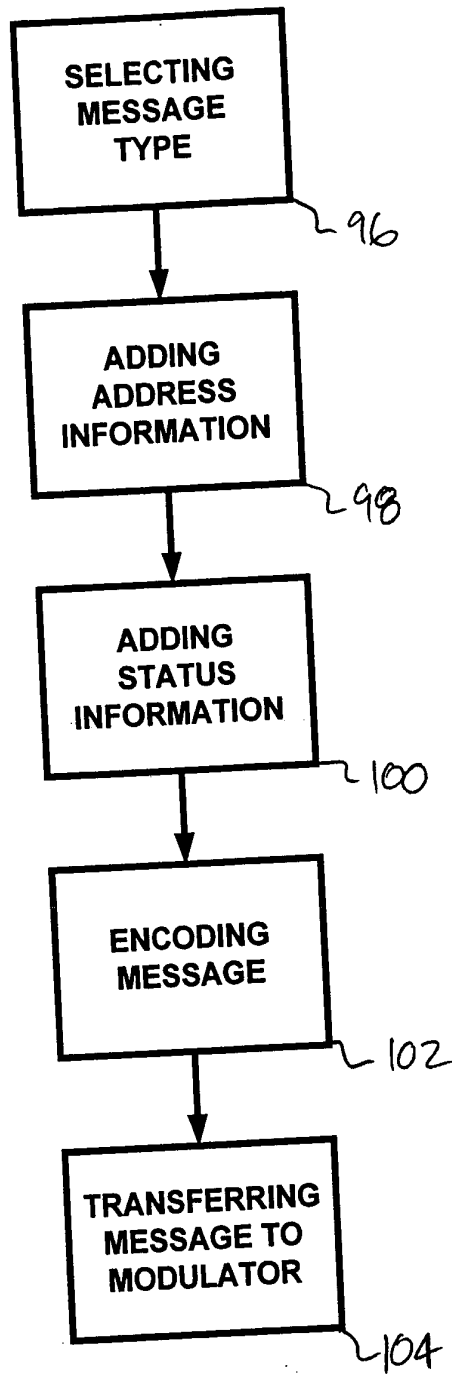 SELECTING
MESSAGE
TYPE
96
ADDING
ADDRESS
INFORMATION
98
ADDING
STATUS
INFORMATION
100
ENCODING
MESSAGE
102
TRANSFERRING
MESSAGE TO
MODULATOR
104